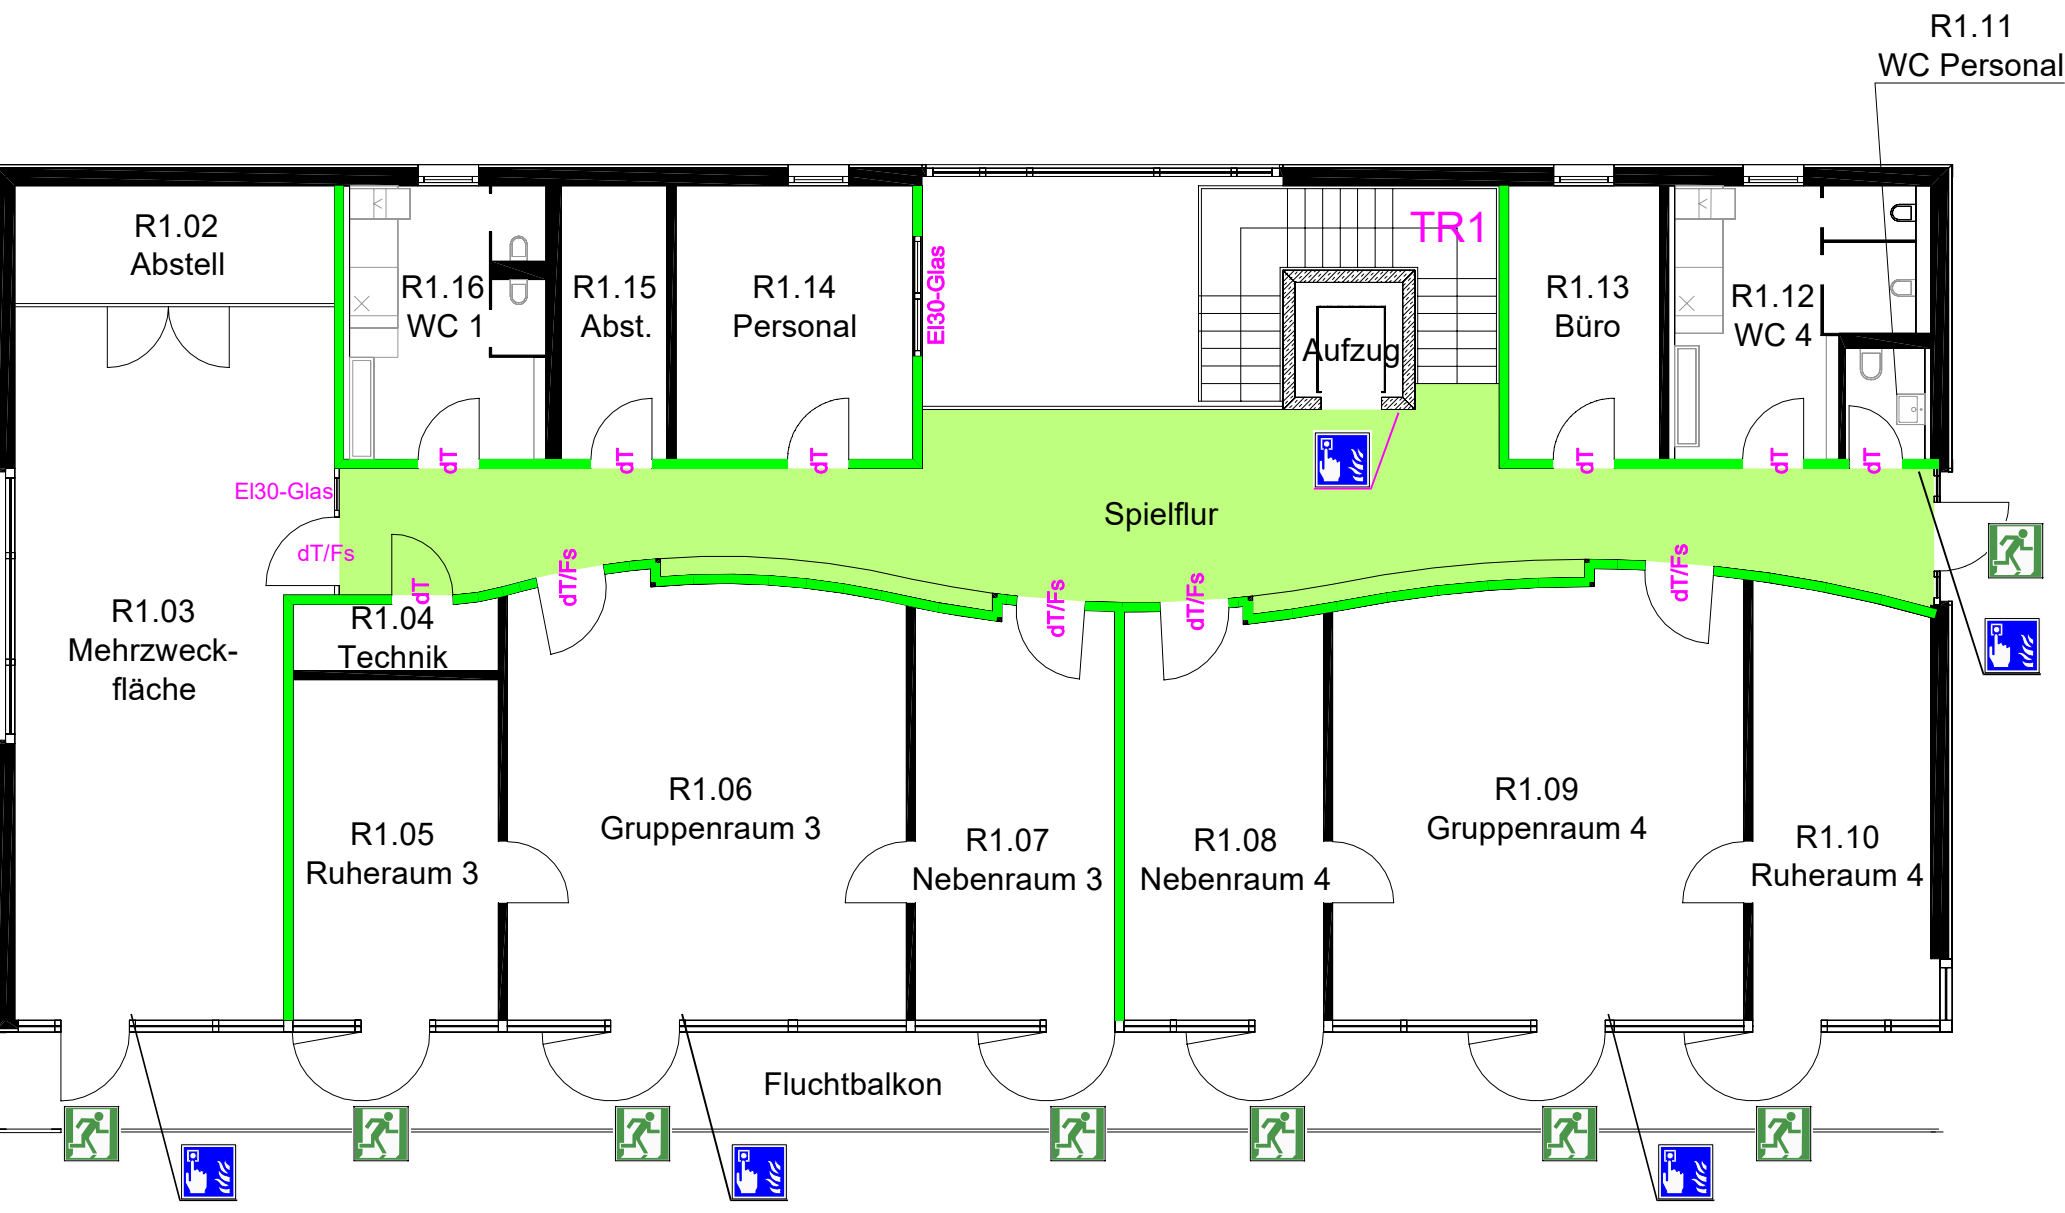 R1.11
WC Personal
R1.02
Abstell
R1.16
WC 1
R1.15
Abst.
R1.14
Personal
EI30-Glas
TR1
Aufzug
R1.13
Büro
R1.12
WC 4
dT
dT
dT
dT
dT
dT
EI30-Glas
Spielflur
dT/Fs
dT
dT/Fs
dT/Fs
dT/Fs
dT/Fs
R1.03
Mehrzweck-
fläche
R1.04
Technik
R1.05
Ruheraum 3
R1.06
Gruppenraum 3
R1.07
Nebenraum 3
R1.08
Nebenraum 4
R1.09
Gruppenraum 4
R1.10
Ruheraum 4
Fluchtbalkon